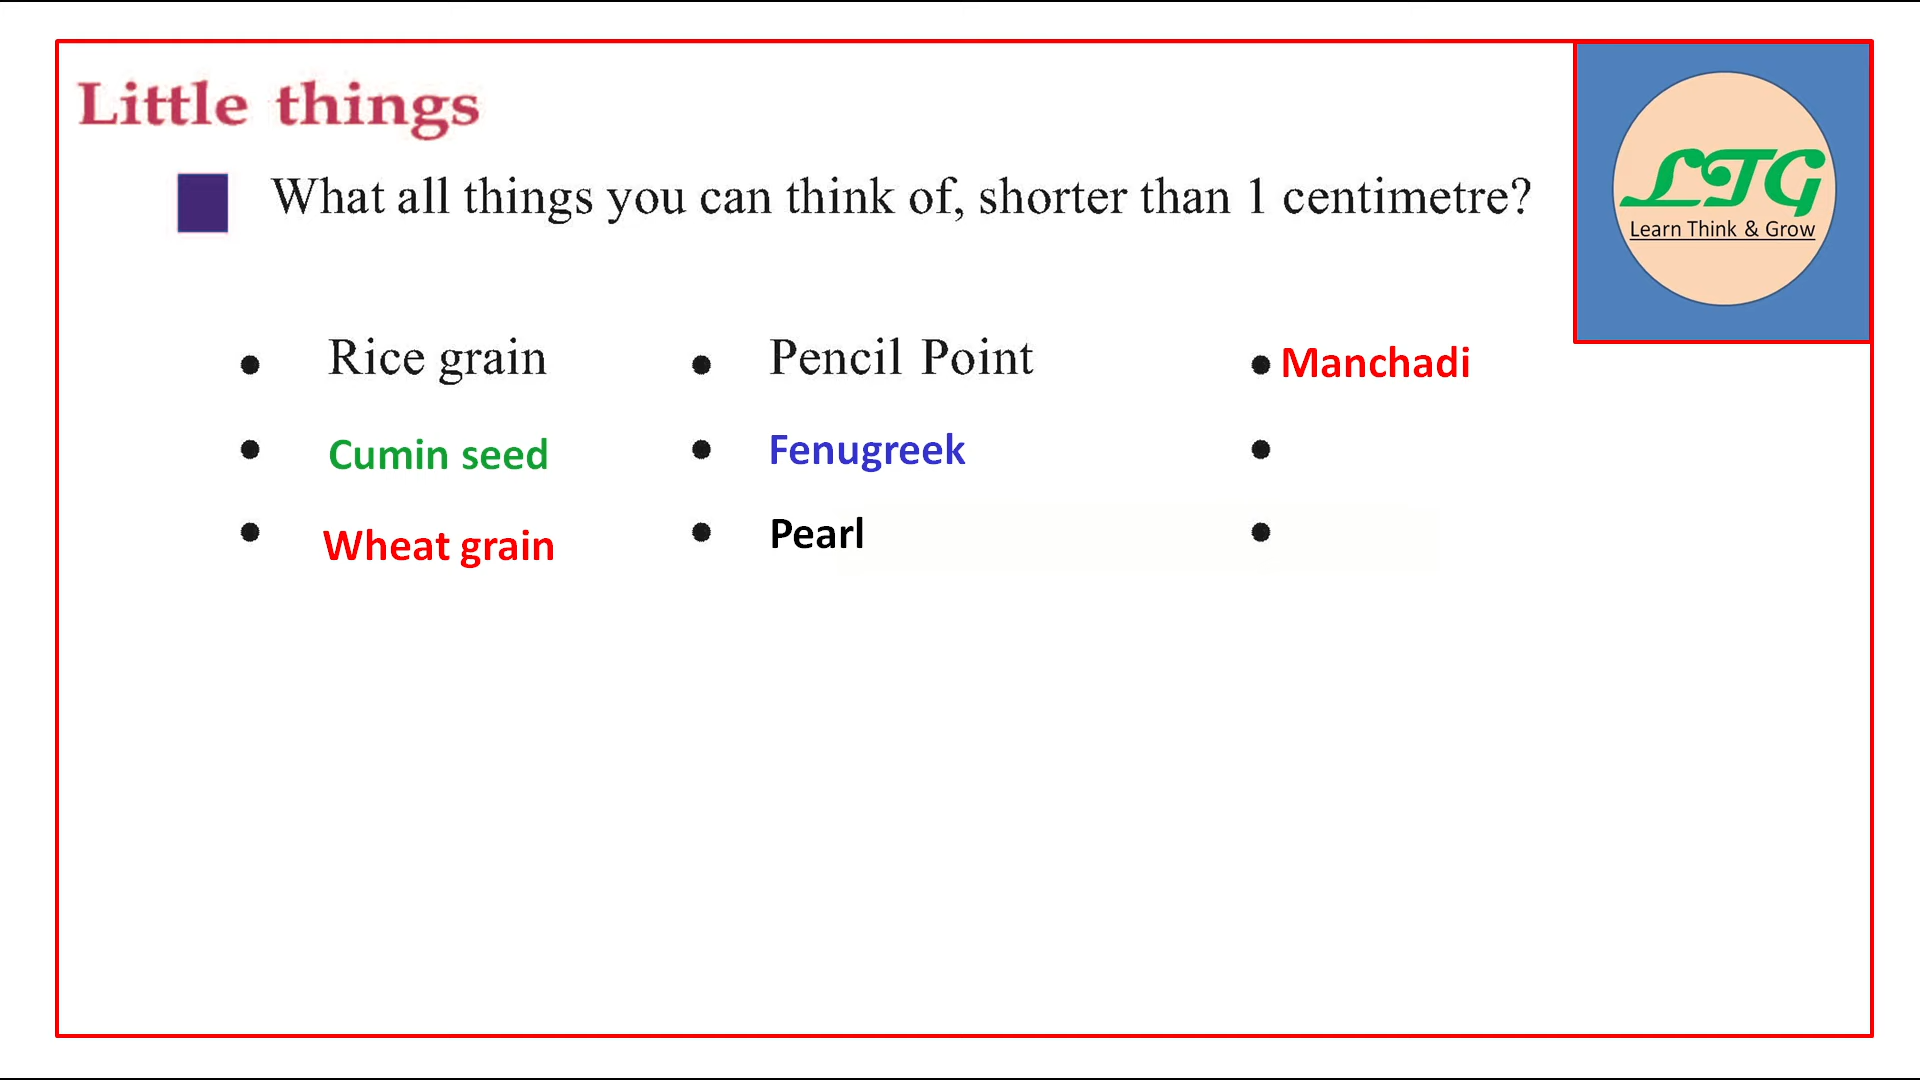 Little things
What all things you can think of, shorter than 1 centimetre?
LTG
Learn Think & Grow
• Rice grain • Pencil Point • Manchadi
• Cumin seed • Fenugreek •
• Wheat grain • Pearl •